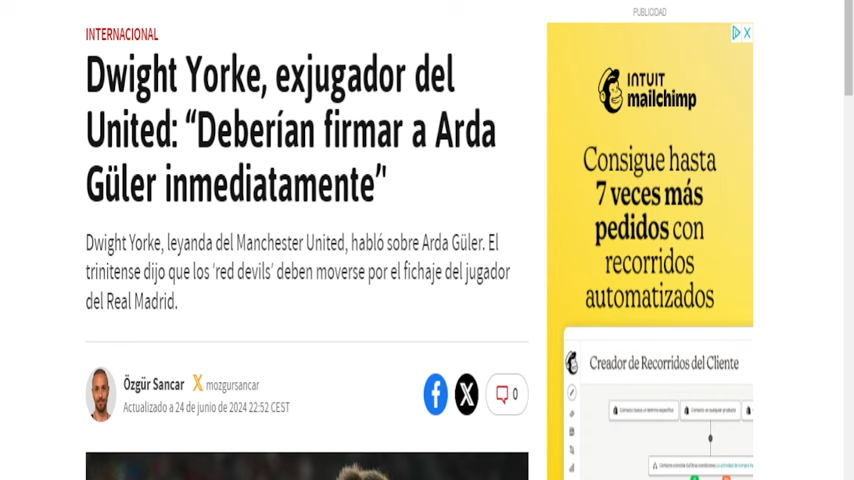 PUBLICIDAD
INTERNACIONAL
Dwight Yorke, exjugador del
United: “Deberían firmar a Arda
Güler inmediatamente”
Dwight Yorke, leyanda del Manchester United, habló sobre Arda Güler. El
trinitense dijo que los ‘red devils’ deben moverse por el fichaje del jugador
del Real Madrid.
Özgür Sancar mozgursancar
Actualizado a 24 de junio de 2024 22:52 CEST
0
INTUIT
mailchimp
Consigue hasta
7 veces más
pedidos con
recorridos
automatizados
Creador de Recorridos del Cliente